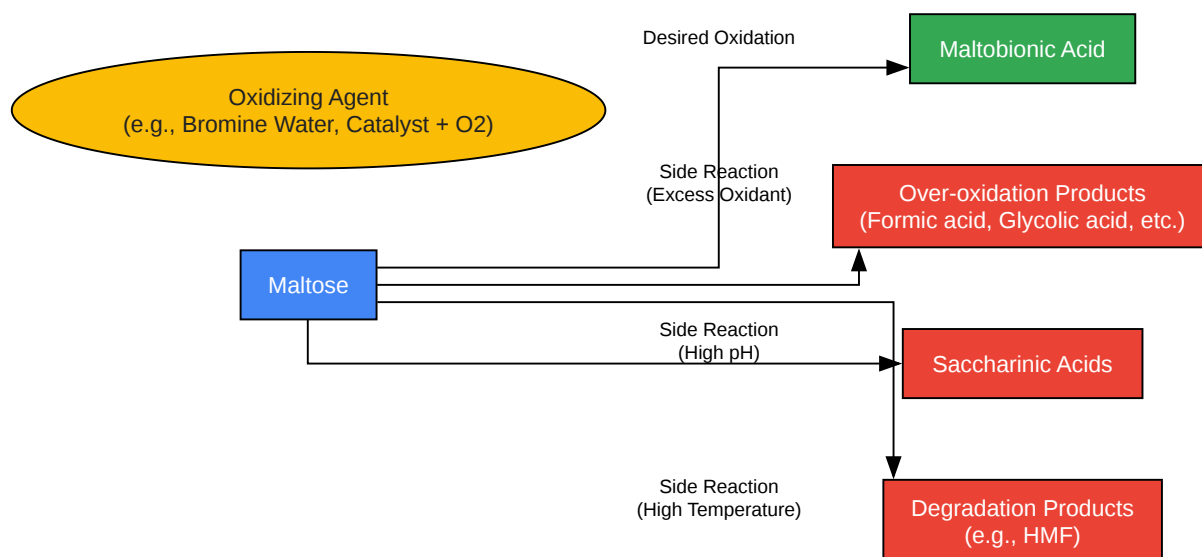 Desired Oxidation
Maltobionic Acid
Oxidizing Agent
(e.g., Bromine Water, Catalyst + O2)
Side Reaction
(Excess Oxidant)
Over-oxidation Products
(Formic acid, Glycolic acid, etc.)
Maltose
Side Reaction
(High pH)
Saccharinic Acids
Side Reaction
(High Temperature)
Degradation Products
(e.g., HMF)